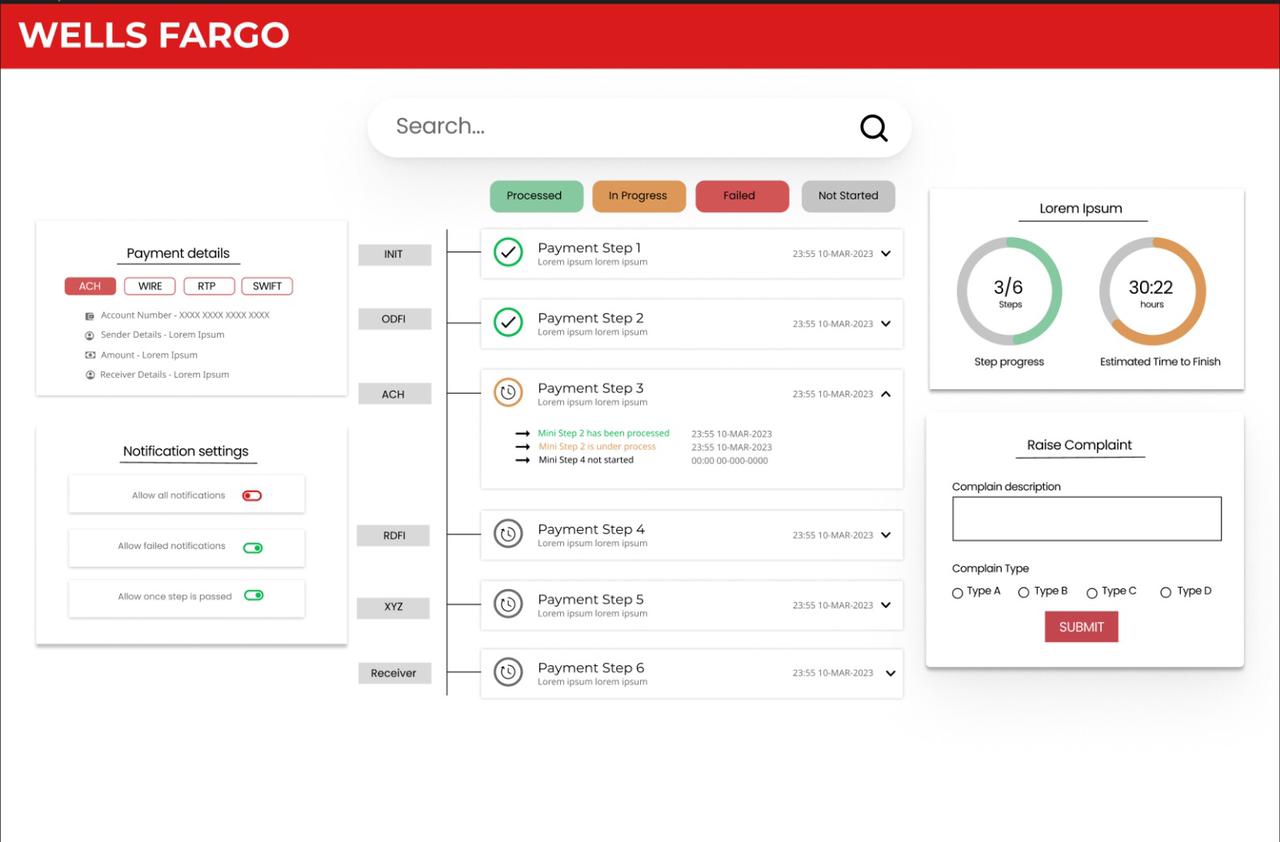 WELLS FARGO
Search...
Processed
In Progress
Failed
Not Started
Payment details
ACH
WIRE
RTP
SWIFT
Account Number - XXXX XXXX XXXX XXXX
Sender Details - Lorem Ipsum
Amount - Lorem Ipsum
Receiver Details - Lorem Ipsum
Notification settings
Allow all notifications
Allow failed notifications
Allow once step is passed
INIT
Payment Step 1
Lorem ipsum lorem ipsum
23:55 10-MAR-2023
ODFI
Payment Step 2
Lorem ipsum lorem ipsum
23:55 10-MAR-2023
ACH
Payment Step 3
Lorem ipsum lorem ipsum
23:55 10-MAR-2023
Mini Step 2 has been processed 23:55 10-MAR-2023
Mini Step 2 is under process 23:55 10-MAR-2023
Mini Step 4 not started 00:00 00-000-0000
RDFI
Payment Step 4
Lorem ipsum lorem ipsum
23:55 10-MAR-2023
XYZ
Payment Step 5
Lorem ipsum lorem ipsum
23:55 10-MAR-2023
Receiver
Payment Step 6
Lorem ipsum lorem ipsum
23:55 10-MAR-2023
Lorem Ipsum
3/6
Steps
Step progress
30:22
hours
Estimated Time to Finish
Raise Complaint
Complain description
Complain Type
Type A
Type B
Type C
Type D
SUBMIT